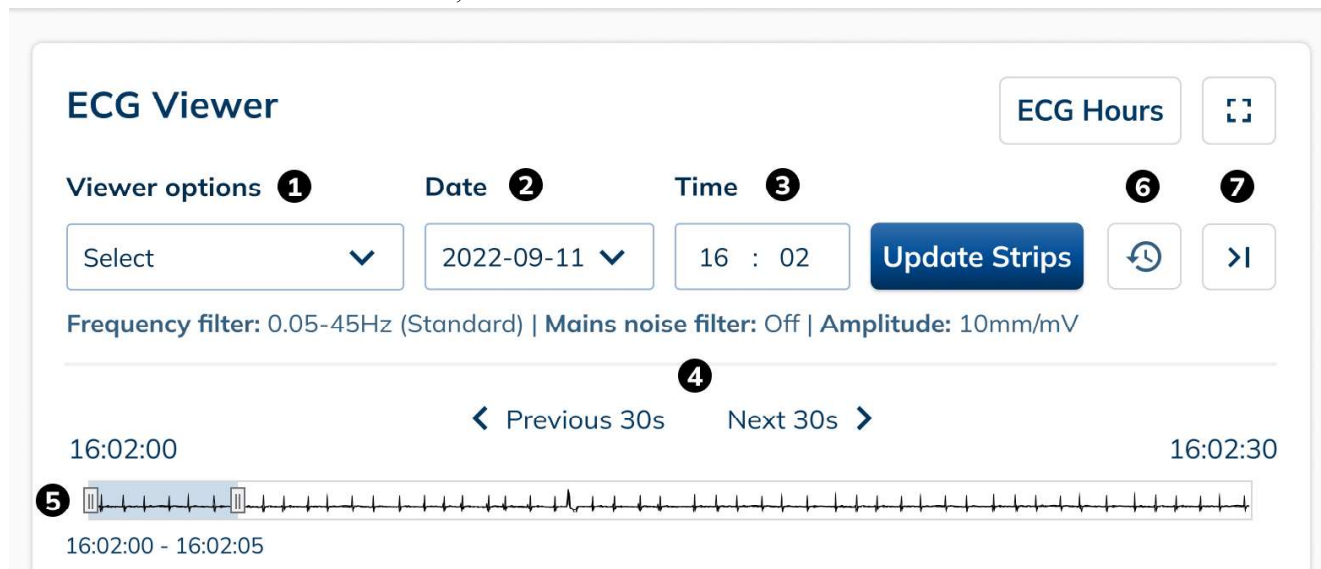 ECG Viewer
ECG Hours
Viewer options 1 Date 2 Time 3 6 7
Select 2022-09-11 16 : 02 Update Strips
Frequency filter: 0.05-45Hz (Standard) | Mains noise filter: Off | Amplitude: 10mm/mV
4
Previous 30s Next 30s
16:02:00 16:02:30
5
16:02:00 - 16:02:05